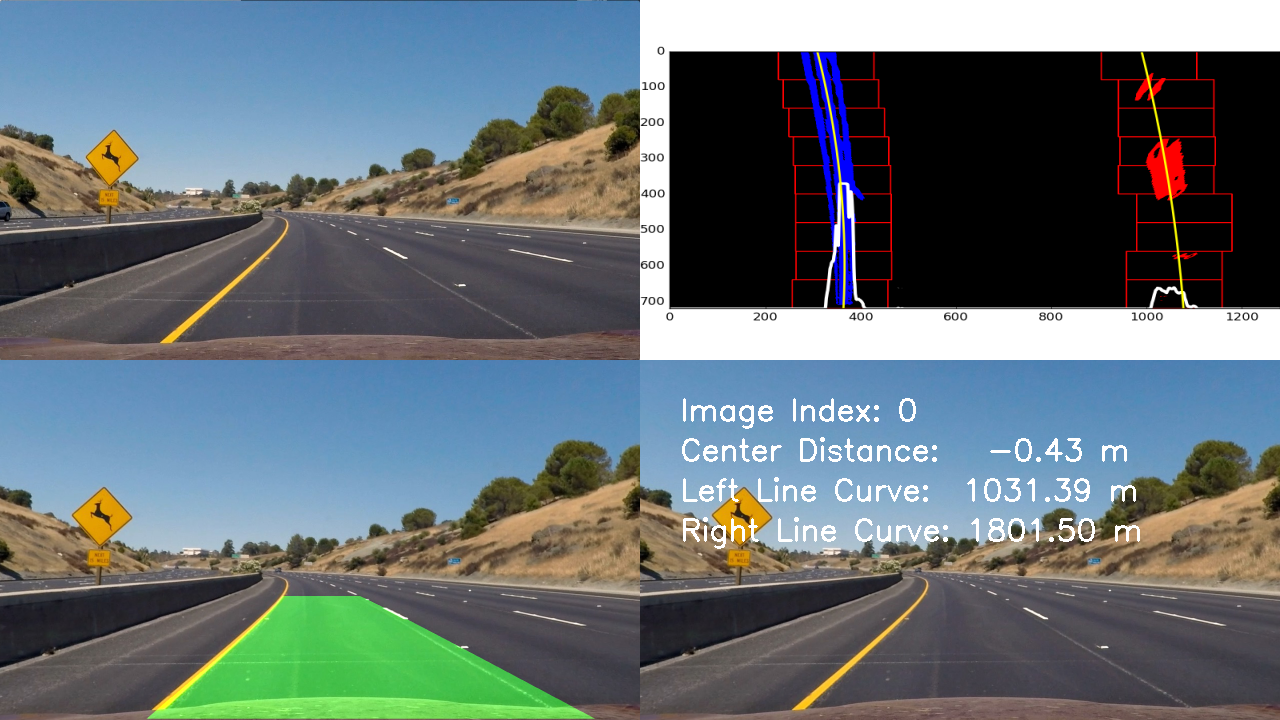 0
100
200
300
400
500
600
700
0 200 400 600 800 1000 1200
Image Index: 0
Center Distance: −0.43 m
Left Line Curve: 1031.39 m
Right Line Curve: 1801.50 m